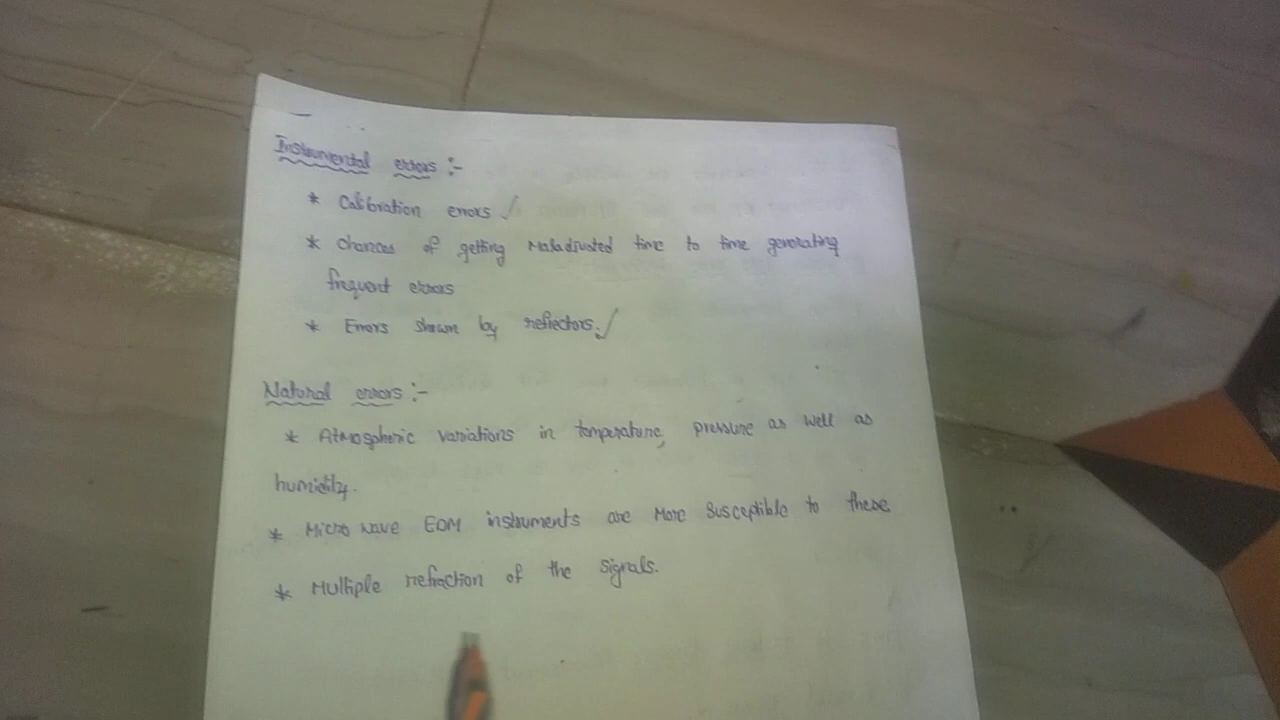 Instrumental errors :-
* Calibration errors ✓
* Chances of getting Maladjusted time to time generating
frequent errors
* Errors shown by reflectors. ✓
Natural errors :-
* Atmospheric variations in temperature, pressure as well as
humidity.
* Micro wave EDM instruments are More Susceptible to these
* Multiple refraction of the signals.